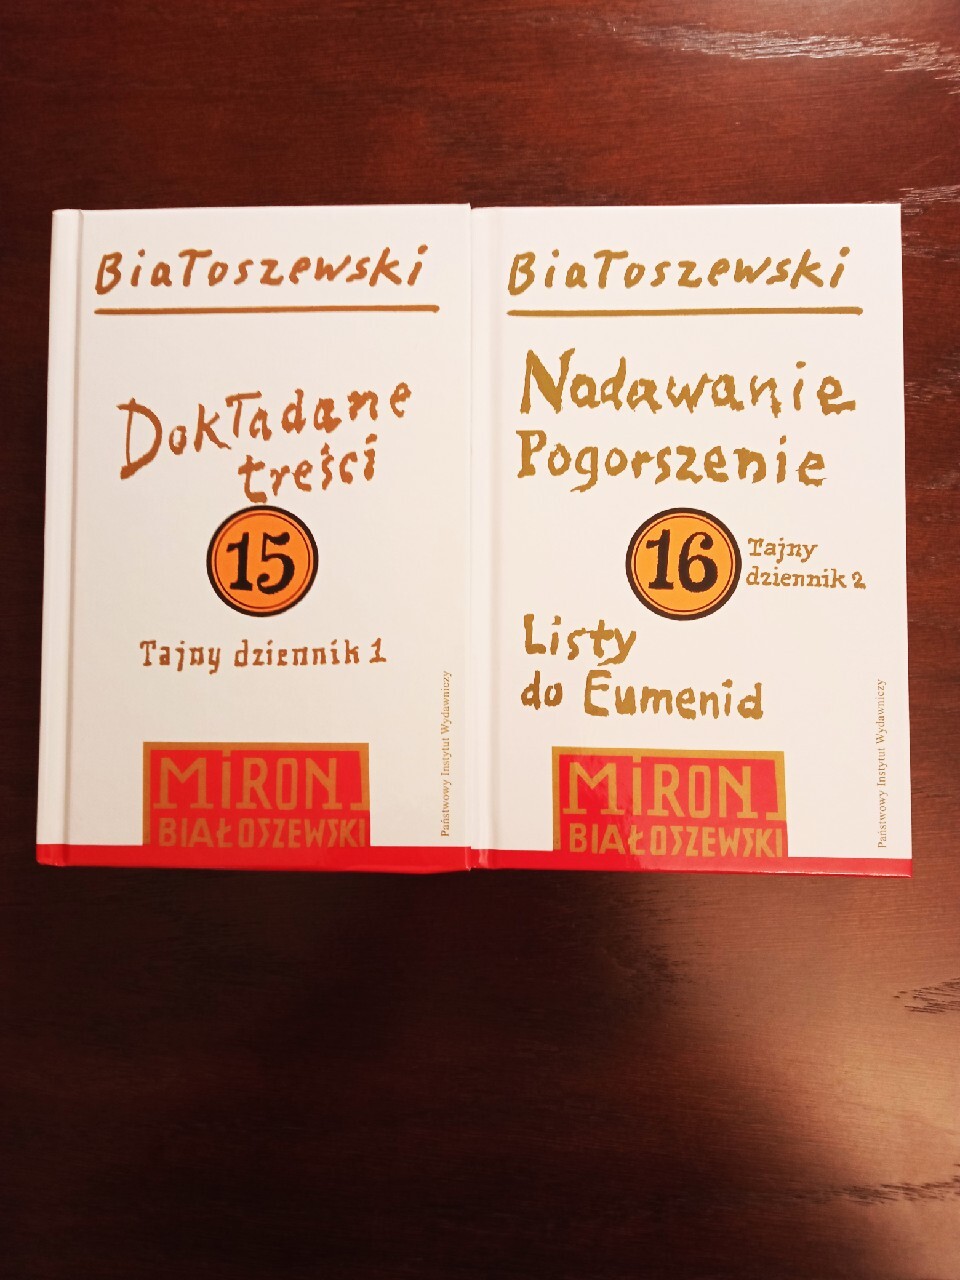 Białoszewski
Dokładane
treści
15
Tajny dziennik 1
Państwowy Instytut Wydawniczy
MIRON
BIAŁOSZEWSKI
Białoszewski
Nadawanie
Pogorszenie
16
Tajny
dziennik 2
Listy
do Eumenid
Państwowy Instytut Wydawniczy
MIRON
BIAŁOSZEWSKI